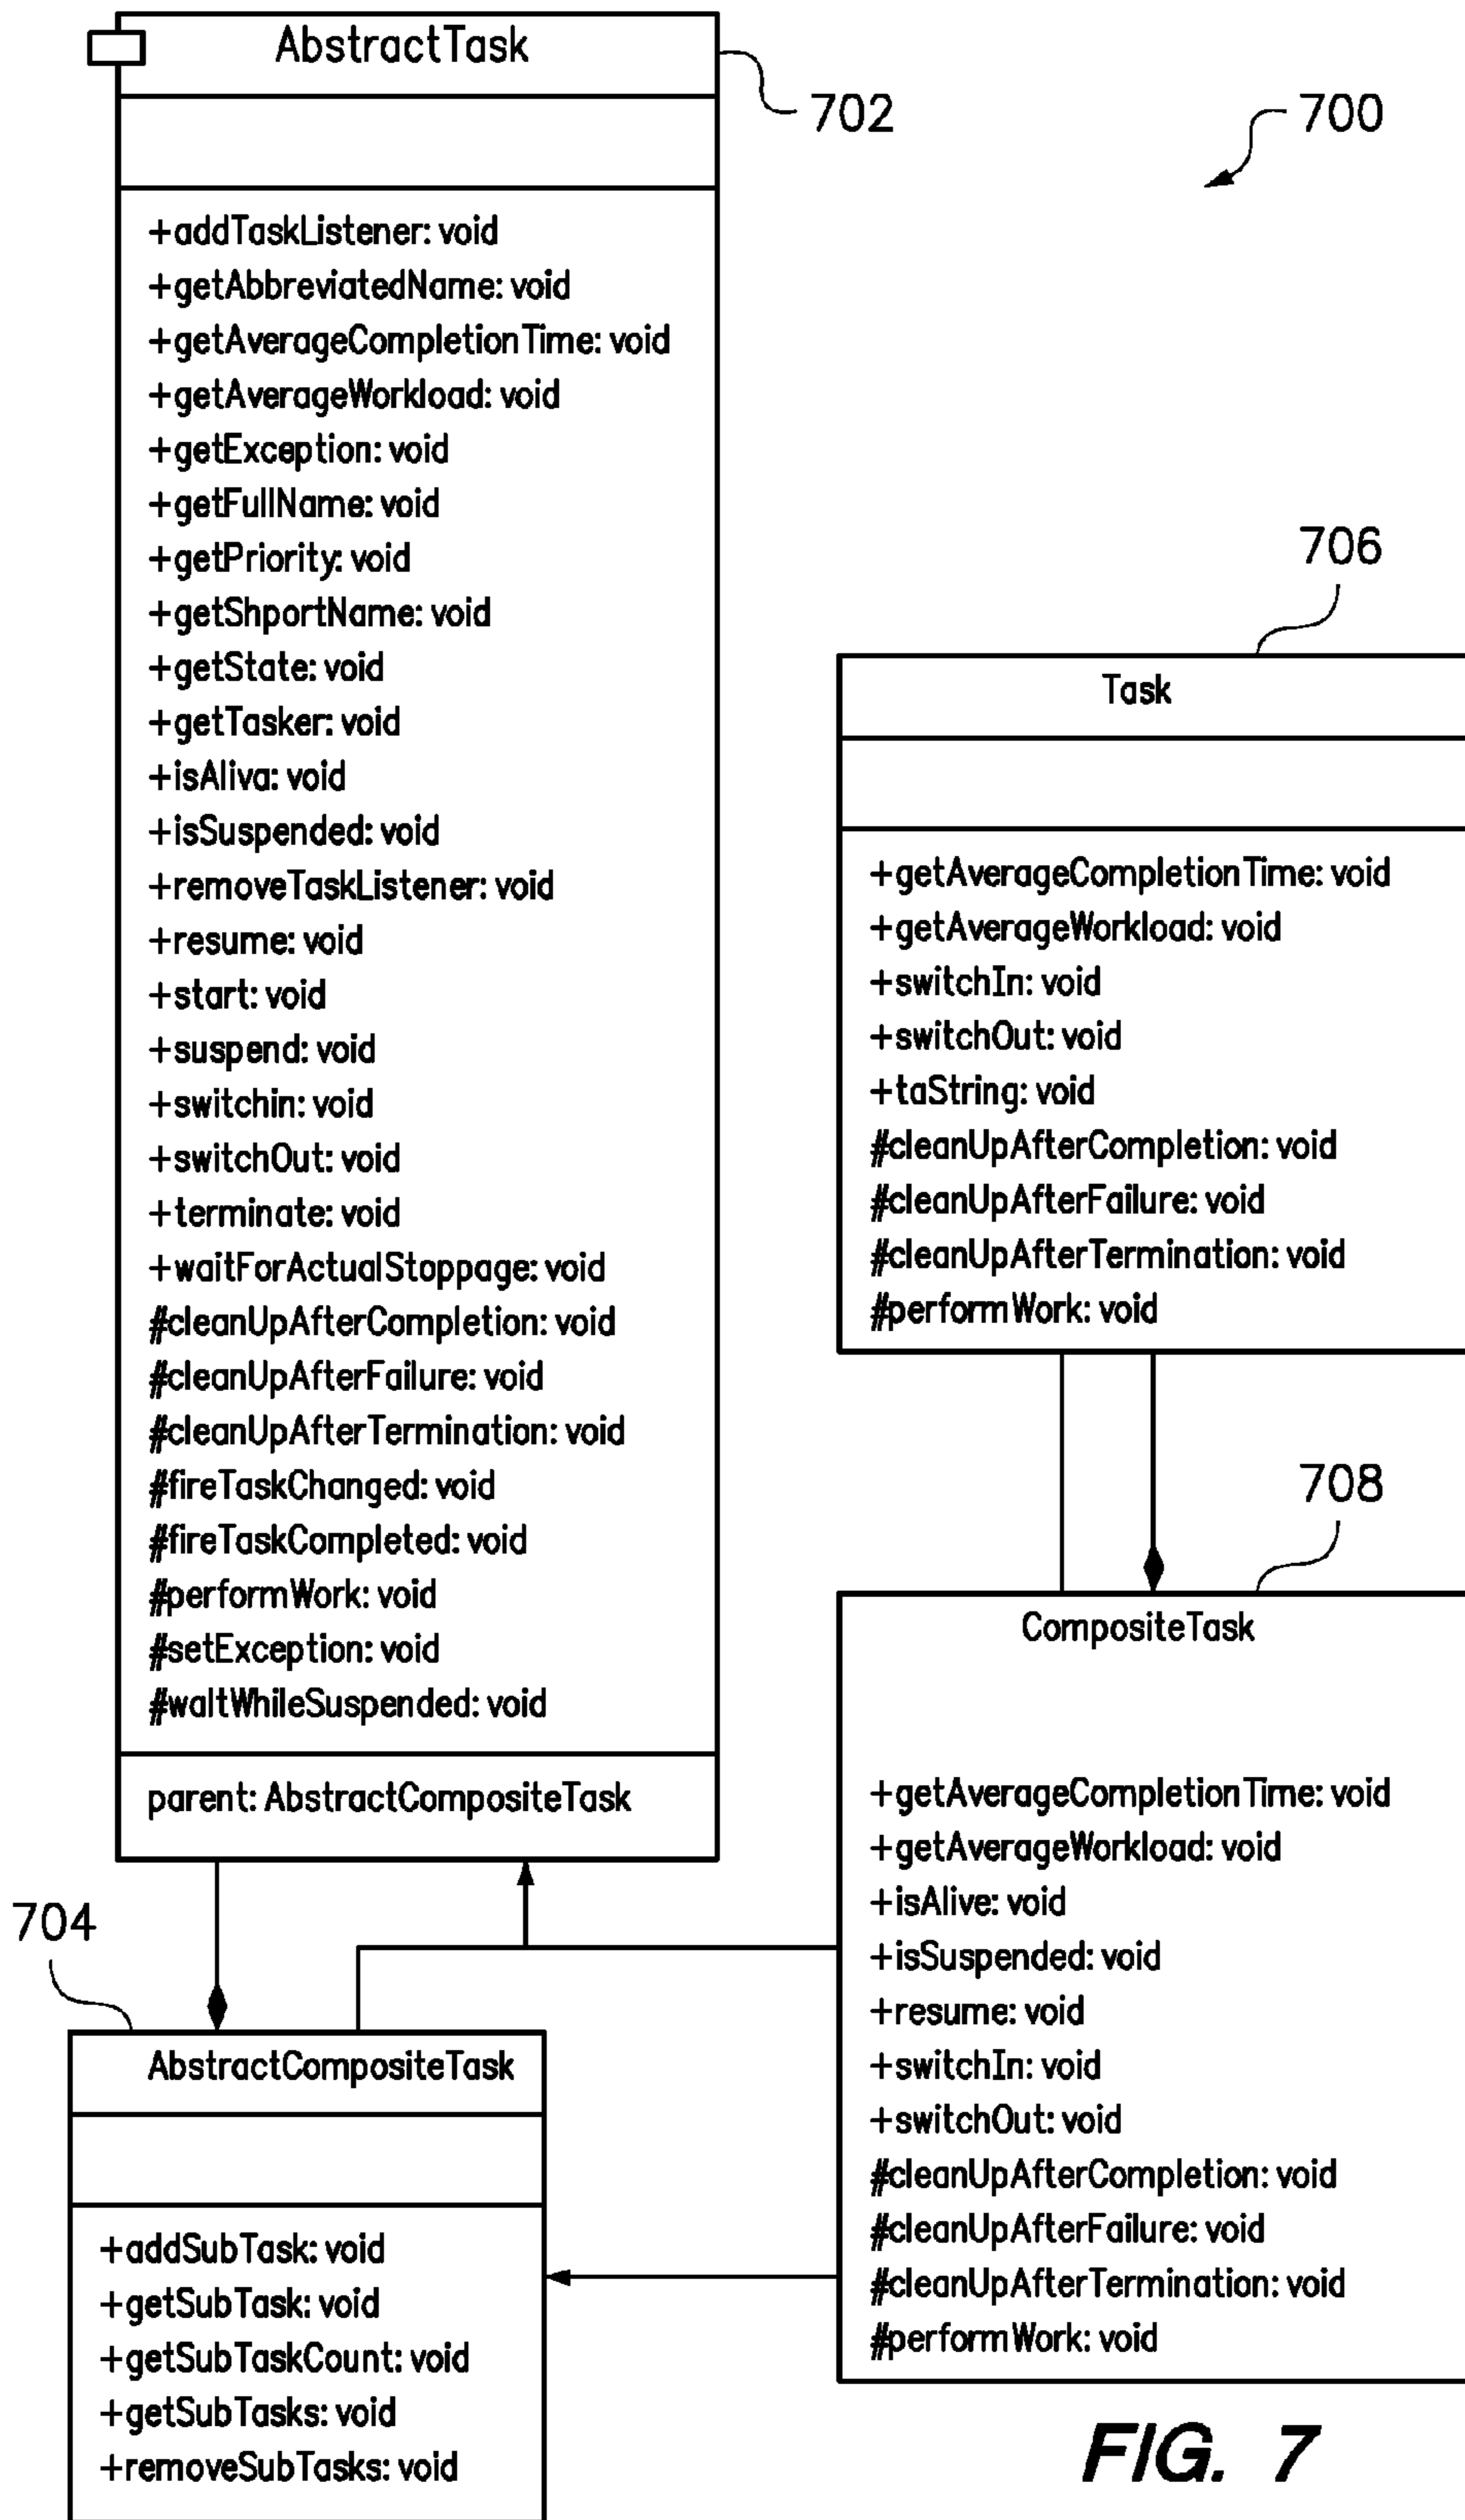 AbstractTask
702
700
+addTaskListener: void
+getAbbreviatedName: void
+getAverageCompletionTime: void
+getAverageWorkload: void
+getException: void
+getFullName: void
+getPriority: void
+getShportName: void
+getState: void
+getTasker: void
+isAliva: void
+isSuspended: void
+removeTaskListener: void
+resume: void
+start: void
+suspend: void
+switchin: void
+switchOut: void
+terminate: void
+waitForActualStoppage: void
#cleanUpAfterCompletion: void
#cleanUpAfterFailure: void
#cleanUpAfterTermination: void
#fireTaskChanged: void
#fireTaskCompleted: void
#performWork: void
#setException: void
#waltWhileSuspended: void
parent: AbstractCompositeTask
706
Task
+getAverageCompletionTime: void
+getAverageWorkload: void
+switchIn: void
+switchOut: void
+taString: void
#cleanUpAfterCompletion: void
#cleanUpAfterFailure: void
#cleanUpAfterTermination: void
#performWork: void
708
CompositeTask
+getAverageCompletionTime: void
+getAverageWorkload: void
+isAlive: void
+isSuspended: void
+resume: void
+switchIn: void
+switchOut: void
#cleanUpAfterCompletion: void
#cleanUpAfterFailure: void
#cleanUpAfterTermination: void
#performWork: void
704
AbstractCompositeTask
+addSubTask: void
+getSubTask: void
+getSubTaskCount: void
+getSubTasks: void
+removeSubTasks: void
FIG. 7